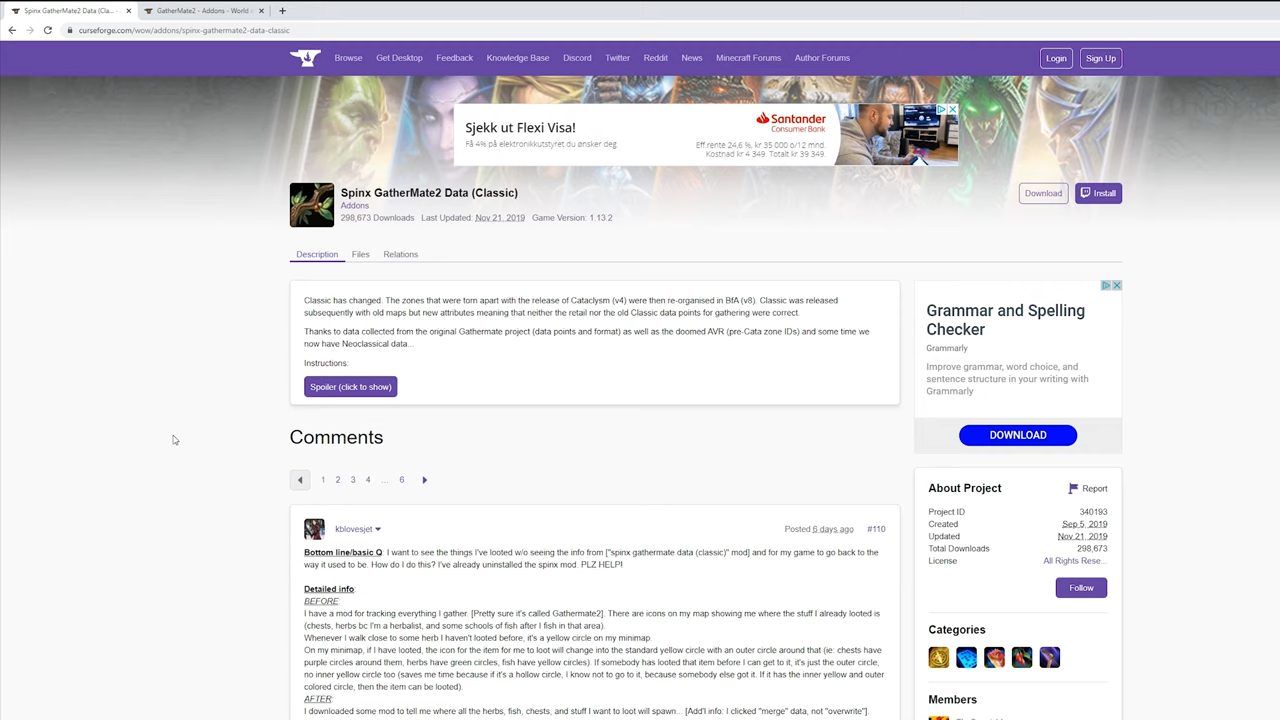 Spinx GatherMate2 Data (Cla...
GatherMate2 - Addons - World
curseforge.com/wow/addons/spinx-gathermate2-data-classic
Browse Get Desktop Feedback Knowledge Base Discord Twitter Reddit News Minecraft Forums Author Forums Login Sign Up
Sjekk ut Flexi Visa!
Få 4% på elektronikkutstyret du ønsker deg.
Santander
Consumer Bank
Eff.rente 24,6 %, kr 35 000 o/12 mnd.
Kostnad kr 4 349. Totalt kr 39 349.
Spinx GatherMate2 Data (Classic)
Addons
298,673 Downloads Last Updated: Nov 21, 2019 Game Version: 1.13.2
Download Install
Description Files Relations
Classic has changed. The zones that were torn apart with the release of Cataclysm (v4) were then re-organised in BfA (v8). Classic was released
subsequently with old maps but new attributes meaning that neither the retail nor the old Classic data points for gathering were correct.
Thanks to data collected from the original Gathermate project (data points and format) as well as the doomed AVR (pre-Cata zone IDs) and some time we
now have Neoclassical data...
Instructions:
Spoiler (click to show)
Grammar and Spelling
Checker
Grammarly
Improve grammar, word choice, and
sentence structure in your writing with
Grammarly
DOWNLOAD
Comments
1 2 3 4 ... 6
About Project
Report
Project ID 340193
Created Sep 5, 2019
Updated Nov 21, 2019
Total Downloads 298,673
License All Rights Rese...
Follow
Categories
Members
kblovesjet
Posted 6 days ago #110
Bottom line/basic Q: I want to see the things I've looted w/o seeing the info from ["spinx gathermate data (classic)" mod] and for my game to go back to the
way it used to be. How do I do this? I've already uninstalled the spinx mod. PLZ HELP!
Detailed info:
BEFORE:
I have a mod for tracking everything I gather. [Pretty sure it's called Gathermate2]. There are icons on my map showing me where the stuff I already looted is
(chests, herbs bc I'm a herbalist, and some schools of fish after I fish in that area).
Whenever I walk close to some herb I haven't looted before, it's a yellow circle on my minimap.
On my minimap, if I have looted, the icon for the item for me to loot will change into the standard yellow circle with an outer circle around that (ie: chests have
purple circles around them, herbs have green circles, fish have yellow circles). If somebody has looted that item before I can get to it, it's just the outer circle,
no inner yellow circle too (saves me time because if it's a hollow circle, I know not to go to it, because somebody else got it. If it has the inner yellow and outer
colored circle, then the item can be looted).
AFTER:
I downloaded some mod to tell me where all the herbs, fish, chests, and stuff I want to loot will spawn... [Add'l info: I clicked "merge" data, not "overwrite"].